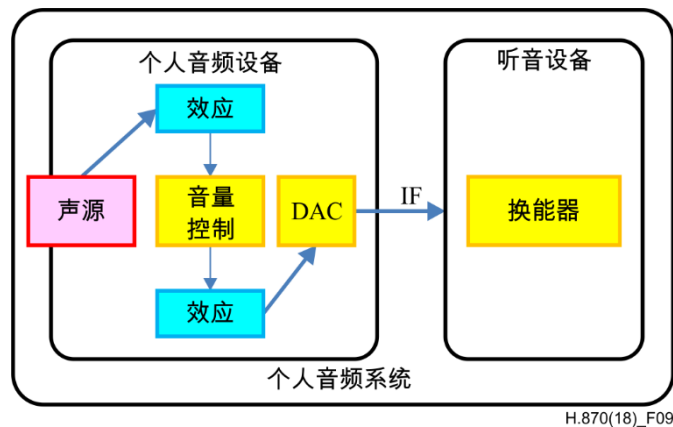 个人音频设备
听音设备
效应
声源
音量
控制
DAC
IF
换能器
效应
个人音频系统
H.870(18)_F09